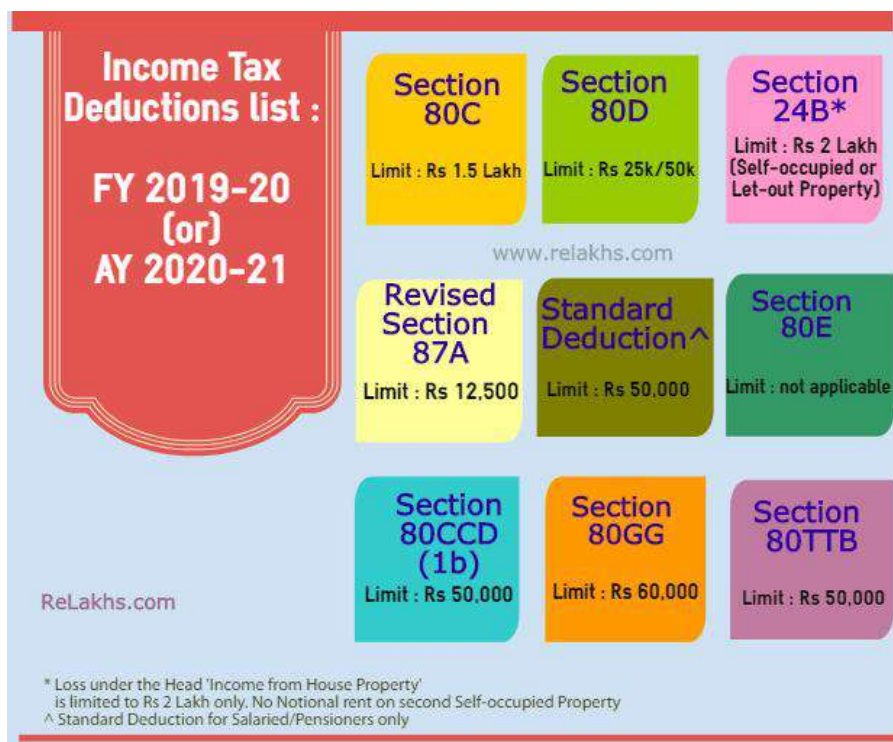 Income Tax
Deductions list :
FY 2019-20
(or)
AY 2020-21
Section
80C
Limit : Rs 1.5 Lakh
Section
80D
Limit : Rs 25k/50k
Section
24B*
Limit : Rs 2 Lakh
(Self-occupied or
Let-out Property)
www.relakhs.com
Revised
Section
87A
Limit : Rs 12,500
Standard
Deduction^
Limit : Rs 50,000
Section
80E
Limit : not applicable
Section
80CCD
(1b)
Limit : Rs 50,000
Section
80GG
Limit : Rs 60,000
Section
80TTB
Limit : Rs 50,000
ReLakhs.com
* Loss under the Head 'Income from House Property'
is limited to Rs 2 Lakh only. No Notional rent on second Self-occupied Property
^ Standard Deduction for Salaried/Pensioners only